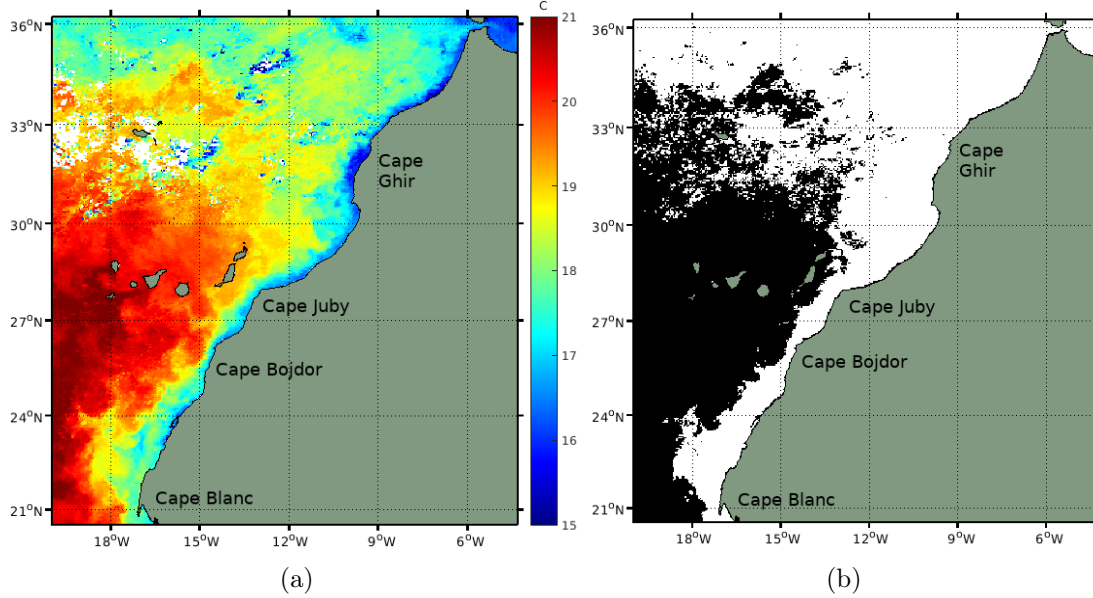 C
36°N
33°N
30°N
27°N
24°N
21°N
18°W
15°W
12°W
9°W
6°W
21
20
19
18
17
16
15
Cape
Ghir
Cape Juby
Cape Bojdor
Cape Blanc
(a)
36°N
33°N
30°N
27°N
24°N
21°N
18°W
15°W
12°W
9°W
6°W
Cape
Ghir
Cape Juby
Cape Bojdor
Cape Blanc
(b)